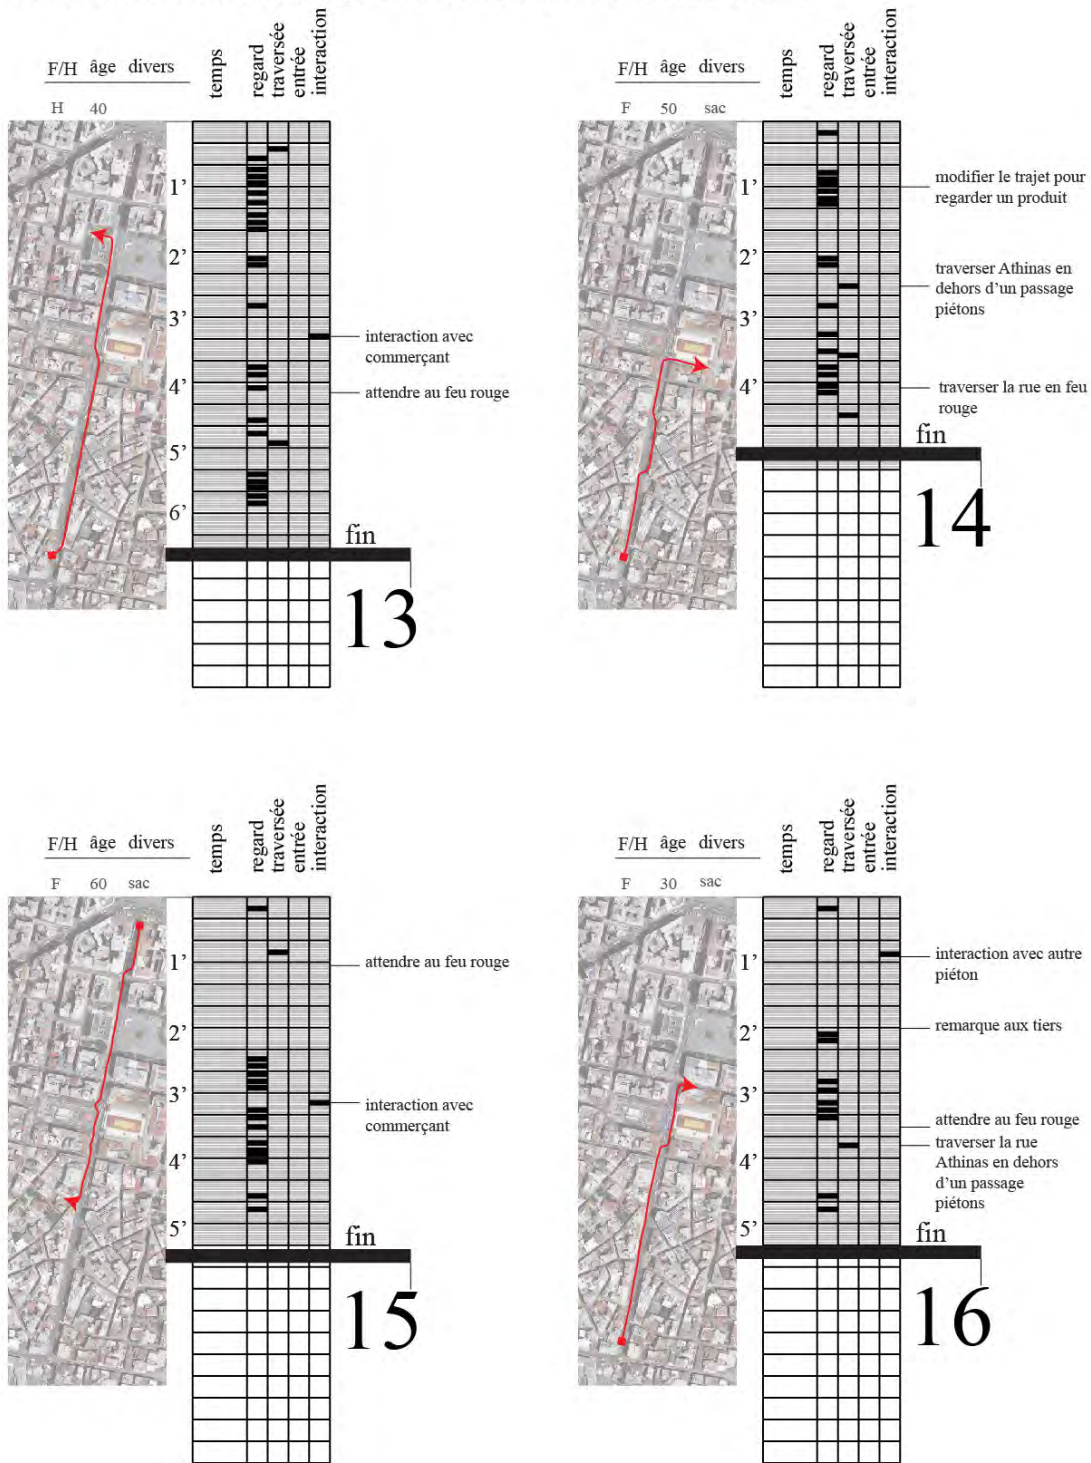 F/H âge divers
temps
regard
traversée
entrée
interaction
H 40
1’
2’
3’
interaction avec
commerçant
4’
attendre au feu rouge
5’
6’
fin
13
F/H âge divers
temps
regard
traversée
entrée
interaction
F 50 sac
1’
modifier le trajet pour
regarder un produit
2’
traverser Athinas en
dehors d’un passage
piétons
3’
4’
traverser la rue en feu
rouge
fin
14
F/H âge divers
temps
regard
traversée
entrée
interaction
F 60 sac
1’
attendre au feu rouge
2’
3’
interaction avec
commerçant
4’
5’
fin
15
F/H âge divers
temps
regard
traversée
entrée
interaction
F 30 sac
1’
interaction avec autre
piéton
2’
remarque aux tiers
3’
attendre au feu rouge
4’
traverser la rue
Athinas en dehors
d’un passage
piétons
5’
fin
16